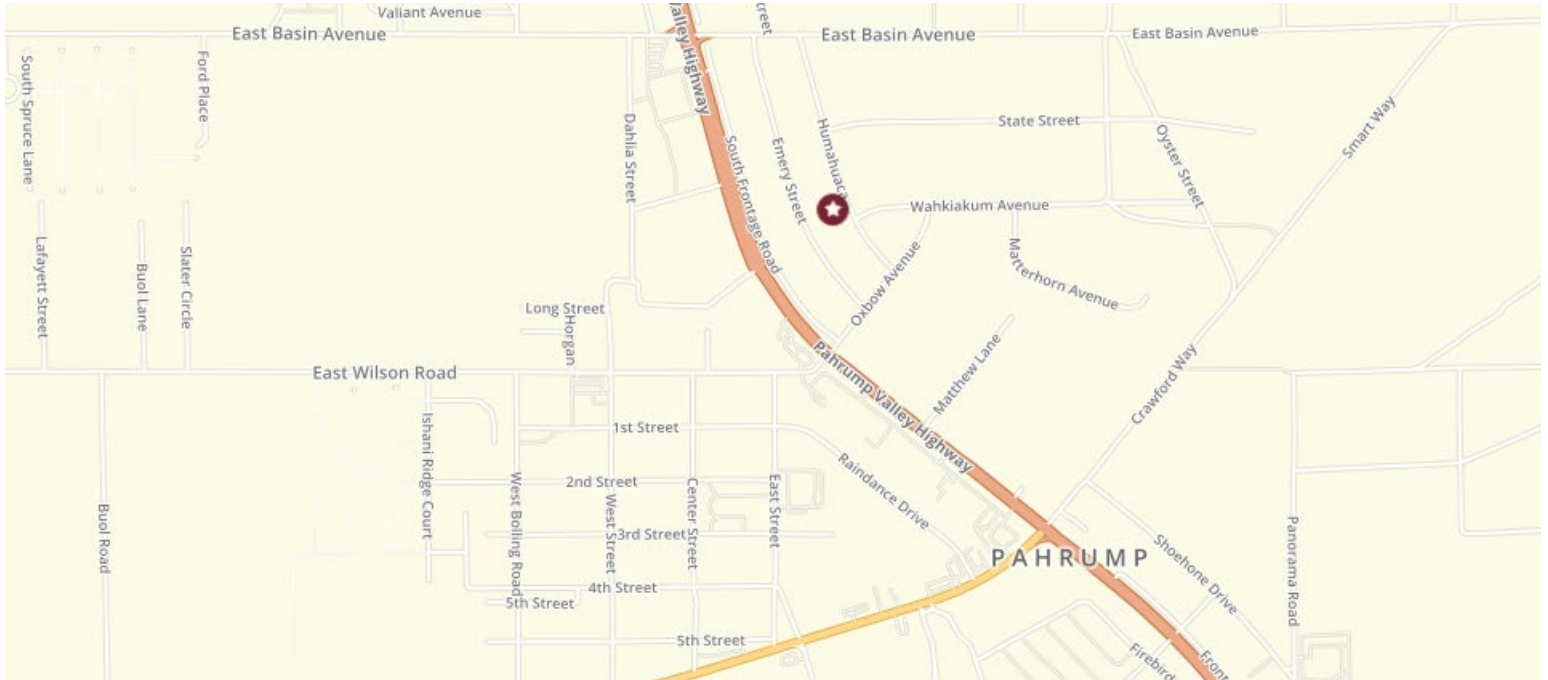 Valiant Avenue
East Basin Avenue
East Basin Avenue
East Basin Avenue
Valley Highway
South Spruce Lane
Ford Place
Dahlia Street
South Frontage Road
Emery Street
Humahuaca
State Street
Oyster Street
Smart Way
Wahkiakum Avenue
Matterhorn Avenue
Oxbow Avenue
Lafayett Street
Buol Lane
Slater Circle
Long Street
Horgan
East Wilson Road
Pahrump Valley Highway
Matthew Lane
Crawford Way
Ishani Ridge Court
1st Street
Raindance Drive
West Bolling Road
2nd Street
West Street
Center Street
East Street
3rd Street
Buol Road
4th Street
5th Street
5th Street
PAHRUMP
Shoehone Drive
Panorama Road
Firebird